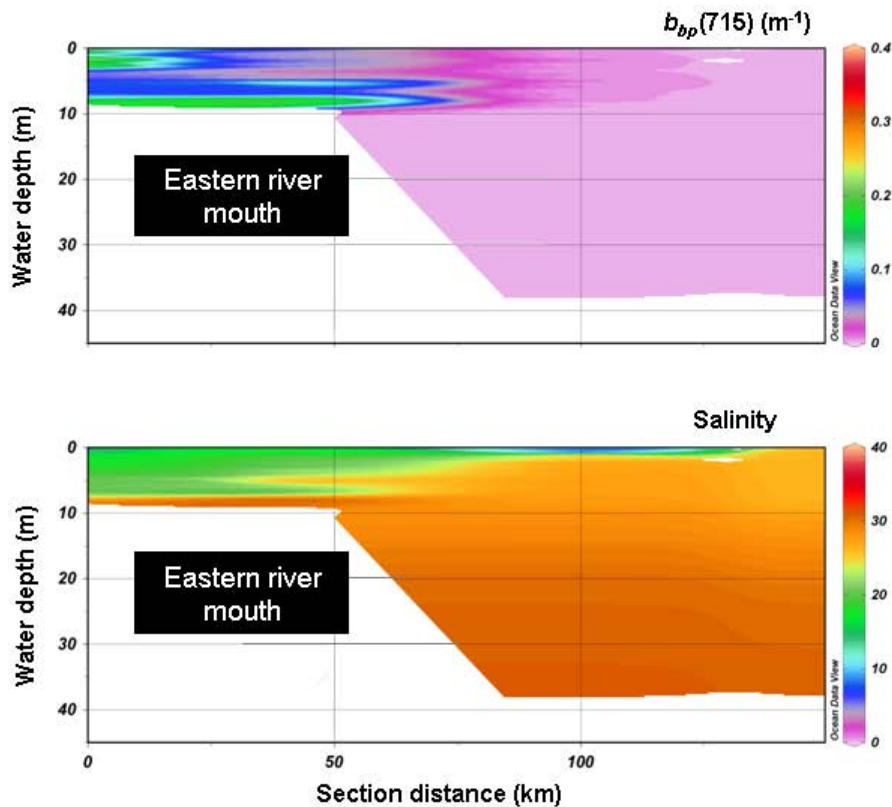 b_bp(715) (m⁻¹)
0
10
20
30
40
Water depth (m)
Eastern river
mouth
0.4
0.3
0.2
0.1
0
Ocean Data View
Salinity
0
10
20
30
40
Water depth (m)
Eastern river
mouth
40
30
20
10
0
Ocean Data View
0
50
100
Section distance (km)